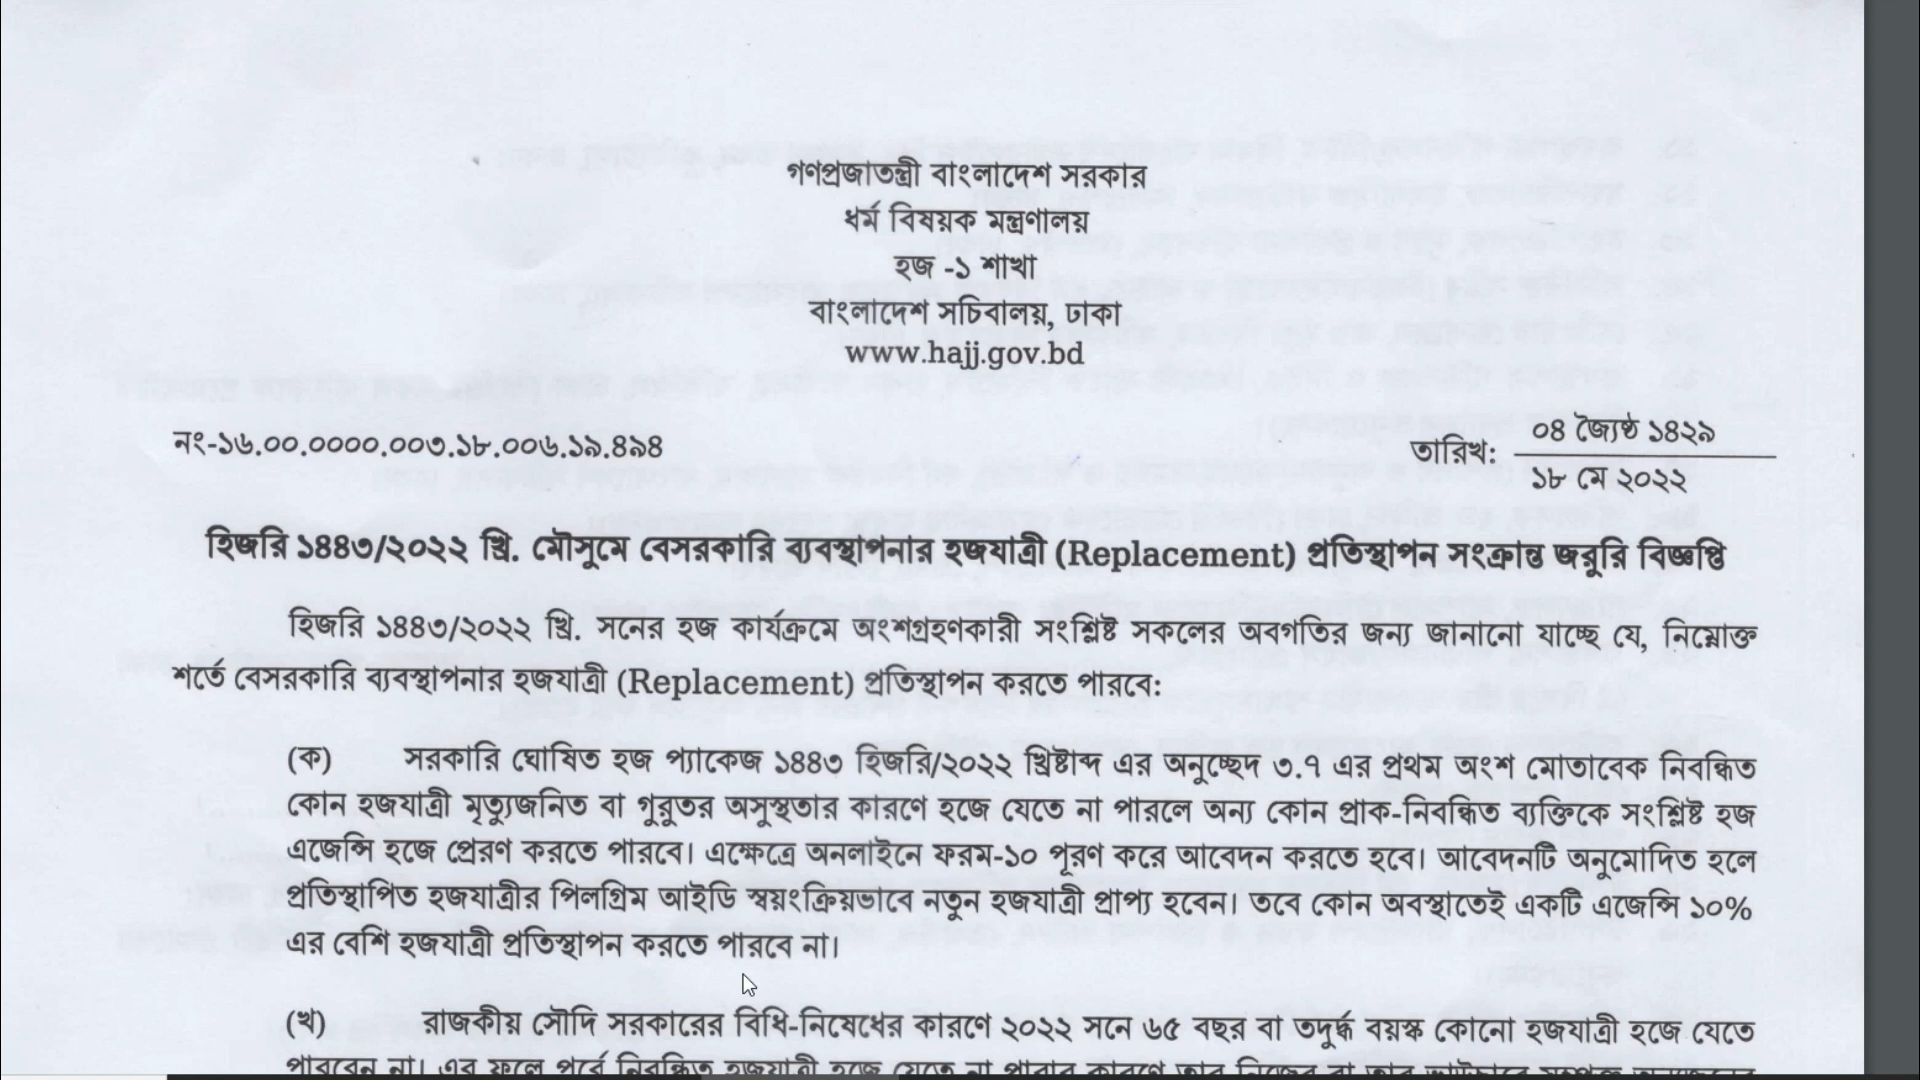 গণপ্রজাতন্ত্রী বাংলাদেশ সরকার
ধর্ম বিষয়ক মন্ত্রণালয়
হজ -১ শাখা
বাংলাদেশ সচিবালয়, ঢাকা
www.hajj.gov.bd
নং-১৬.০০.০০০০.০০৩.১৮.০০৬.১৯.৪৯৪
তারিখ: ০৪ জ্যৈষ্ঠ ১৪২৯
১৮ মে ২০২২
হিজরি ১৪৪৩/২০২২ খ্রি. মৌসুমে বেসরকারি ব্যবস্থাপনার হজযাত্রী (Replacement) প্রতিস্থাপন সংক্রান্ত জরুরি বিজ্ঞপ্তি
হিজরি ১৪৪৩/২০২২ খ্রি. সনের হজ কার্যক্রমে অংশগ্রহণকারী সংশ্লিষ্ট সকলের অবগতির জন্য জানানো যাচ্ছে যে, নিম্নোক্ত
শর্তে বেসরকারি ব্যবস্থাপনার হজযাত্রী (Replacement) প্রতিস্থাপন করতে পারবে:
(ক) সরকারি ঘোষিত হজ প্যাকেজ ১৪৪৩ হিজরি/২০২২ খ্রিষ্টাব্দ এর অনুচ্ছেদ ৩.৭ এর প্রথম অংশ মোতাবেক নিবন্ধিত
কোন হজযাত্রী মৃত্যুজনিত বা গুরুতর অসুস্থতার কারণে হজে যেতে না পারলে অন্য কোন প্রাক-নিবন্ধিত ব্যক্তিকে সংশ্লিষ্ট হজ
এজেন্সি হজে প্রেরণ করতে পারবে। এক্ষেত্রে অনলাইনে ফরম-১০ পূরণ করে আবেদন করতে হবে। আবেদনটি অনুমোদিত হলে
প্রতিস্থাপিত হজযাত্রীর পিলগ্রিম আইডি স্বয়ংক্রিয়ভাবে নতুন হজযাত্রী প্রাপ্য হবেন। তবে কোন অবস্থাতেই একটি এজেন্সি ১০%
এর বেশি হজযাত্রী প্রতিস্থাপন করতে পারবে না।
(খ) রাজকীয় সৌদি সরকারের বিধি-নিষেধের কারণে ২০২২ সনে ৬৫ বছর বা তদুর্দ্ধ বয়স্ক কোনো হজযাত্রী হজে যেতে
পারবেন না। এর ফলে পূর্বে নিবন্ধিত হজযাত্রী হজে যেতে না পারার কারণে তার নিজের বা তার